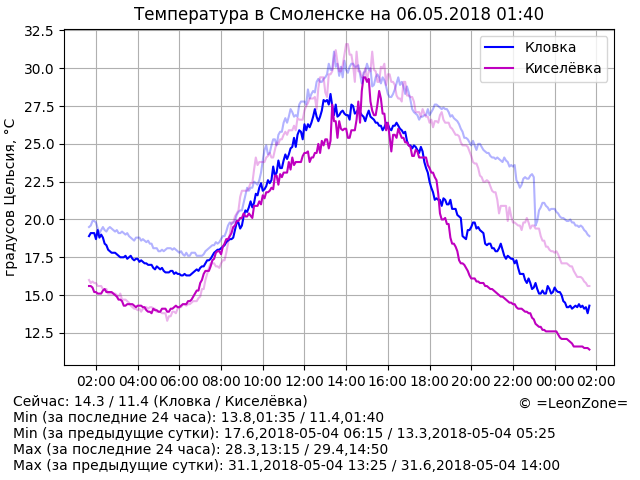 Температура в Смоленске на 06.05.2018 01:40
32.5
30.0
27.5
25.0
22.5
20.0
17.5
15.0
12.5
градусов Цельсия, °C
Кловка
Киселёвка
02:00 04:00 06:00 08:00 10:00 12:00 14:00 16:00 18:00 20:00 22:00 00:00 02:00
Сейчас: 14.3 / 11.4 (Кловка / Киселёвка)
© =LeonZone=
Min (за последние 24 часа): 13.8,01:35 / 11.4,01:40
Min (за предыдущие сутки): 17.6,2018-05-04 06:15 / 13.3,2018-05-04 05:25
Max (за последние 24 часа): 28.3,13:15 / 29.4,14:50
Max (за предыдущие сутки): 31.1,2018-05-04 13:25 / 31.6,2018-05-04 14:00